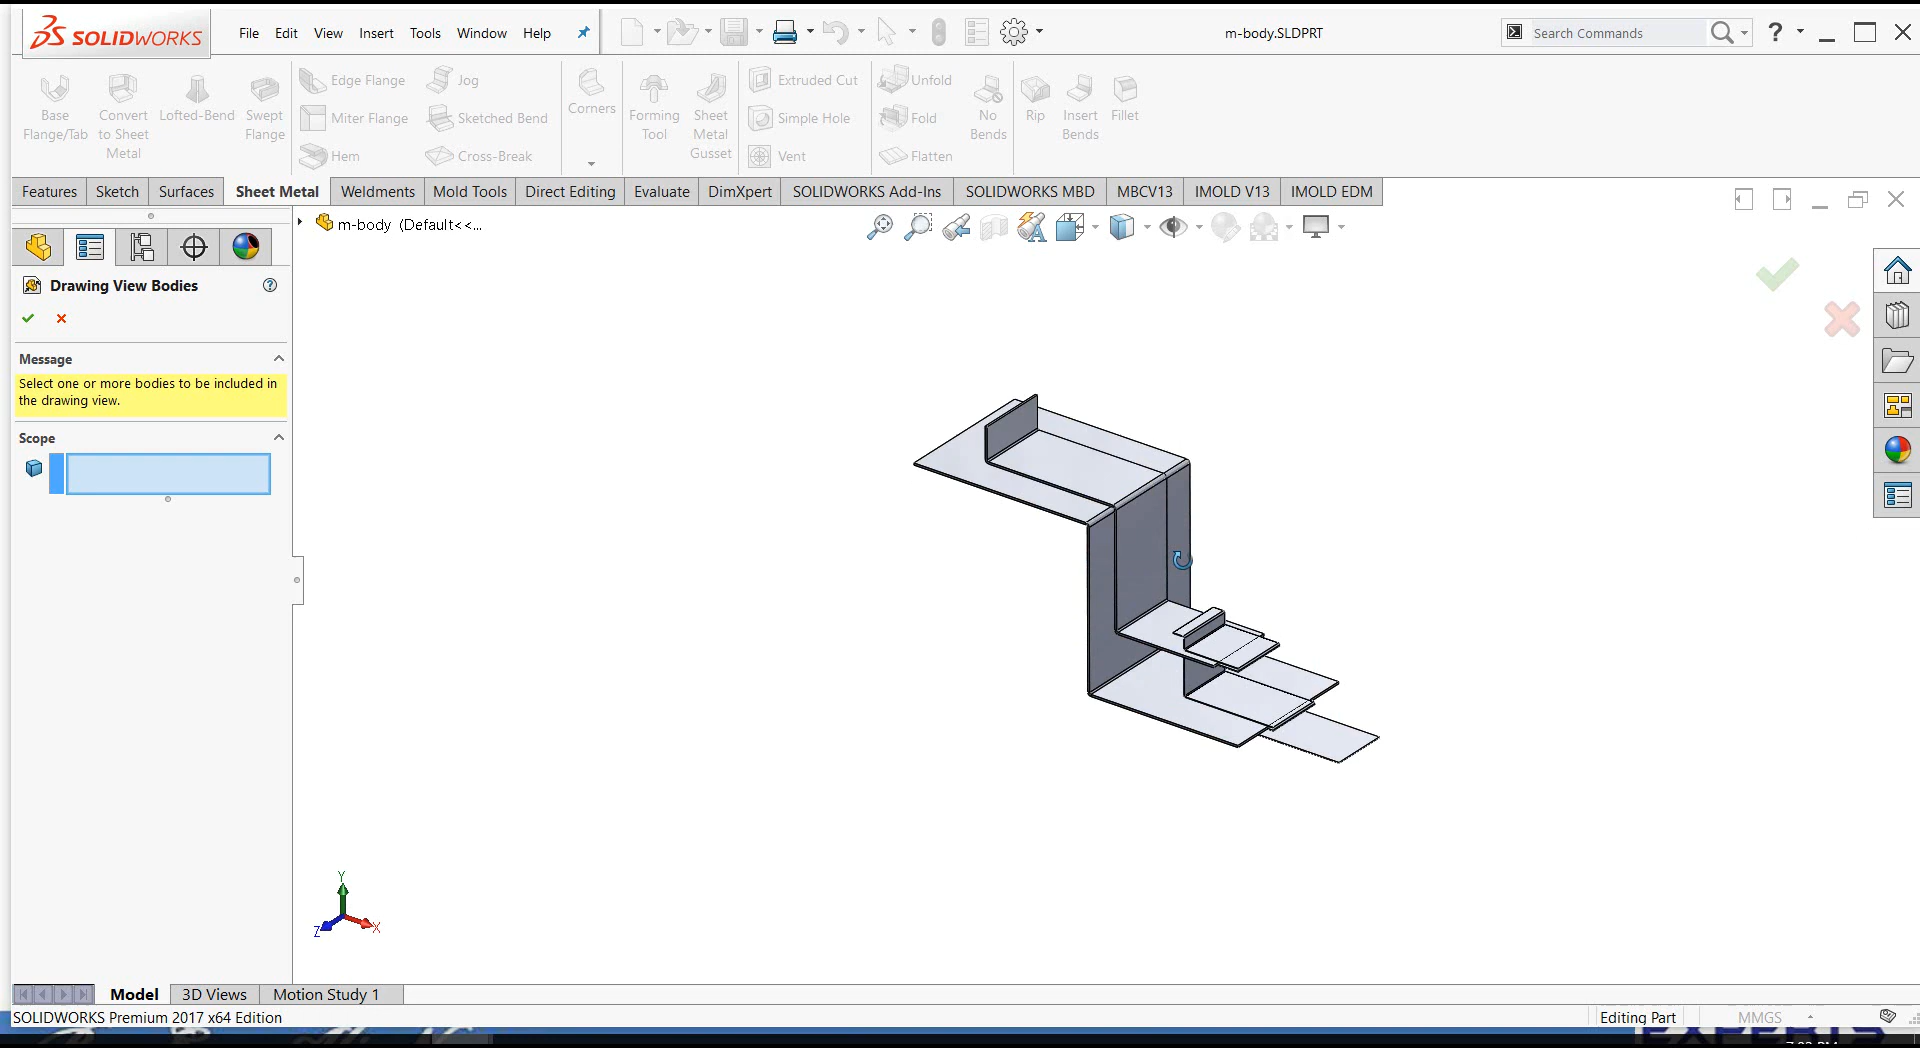 SOLIDWORKS
File Edit View Insert Tools Window Help
m-body.SLDPRT
Search Commands
?
Base Flange/Tab
Convert to Sheet Metal
Lofted-Bend
Swept Flange
Edge Flange
Miter Flange
Hem
Jog
Sketched Bend
Cross-Break
Corners
Forming Tool
Sheet Metal Gusset
Extruded Cut
Simple Hole
Vent
Unfold
Fold
Flatten
No Bends
Rip
Insert Bends
Fillet
Features Sketch Surfaces Sheet Metal Weldments Mold Tools Direct Editing Evaluate DimXpert SOLIDWORKS Add-Ins SOLIDWORKS MBD MBCV13 IMOLD V13 IMOLD EDM
m-body (Default<<...
Drawing View Bodies
?
Message
Select one or more bodies to be included in
the drawing view.
Scope
Y
Z
X
Model 3D Views Motion Study 1
SOLIDWORKS Premium 2017 x64 Edition
Editing Part
MMGS